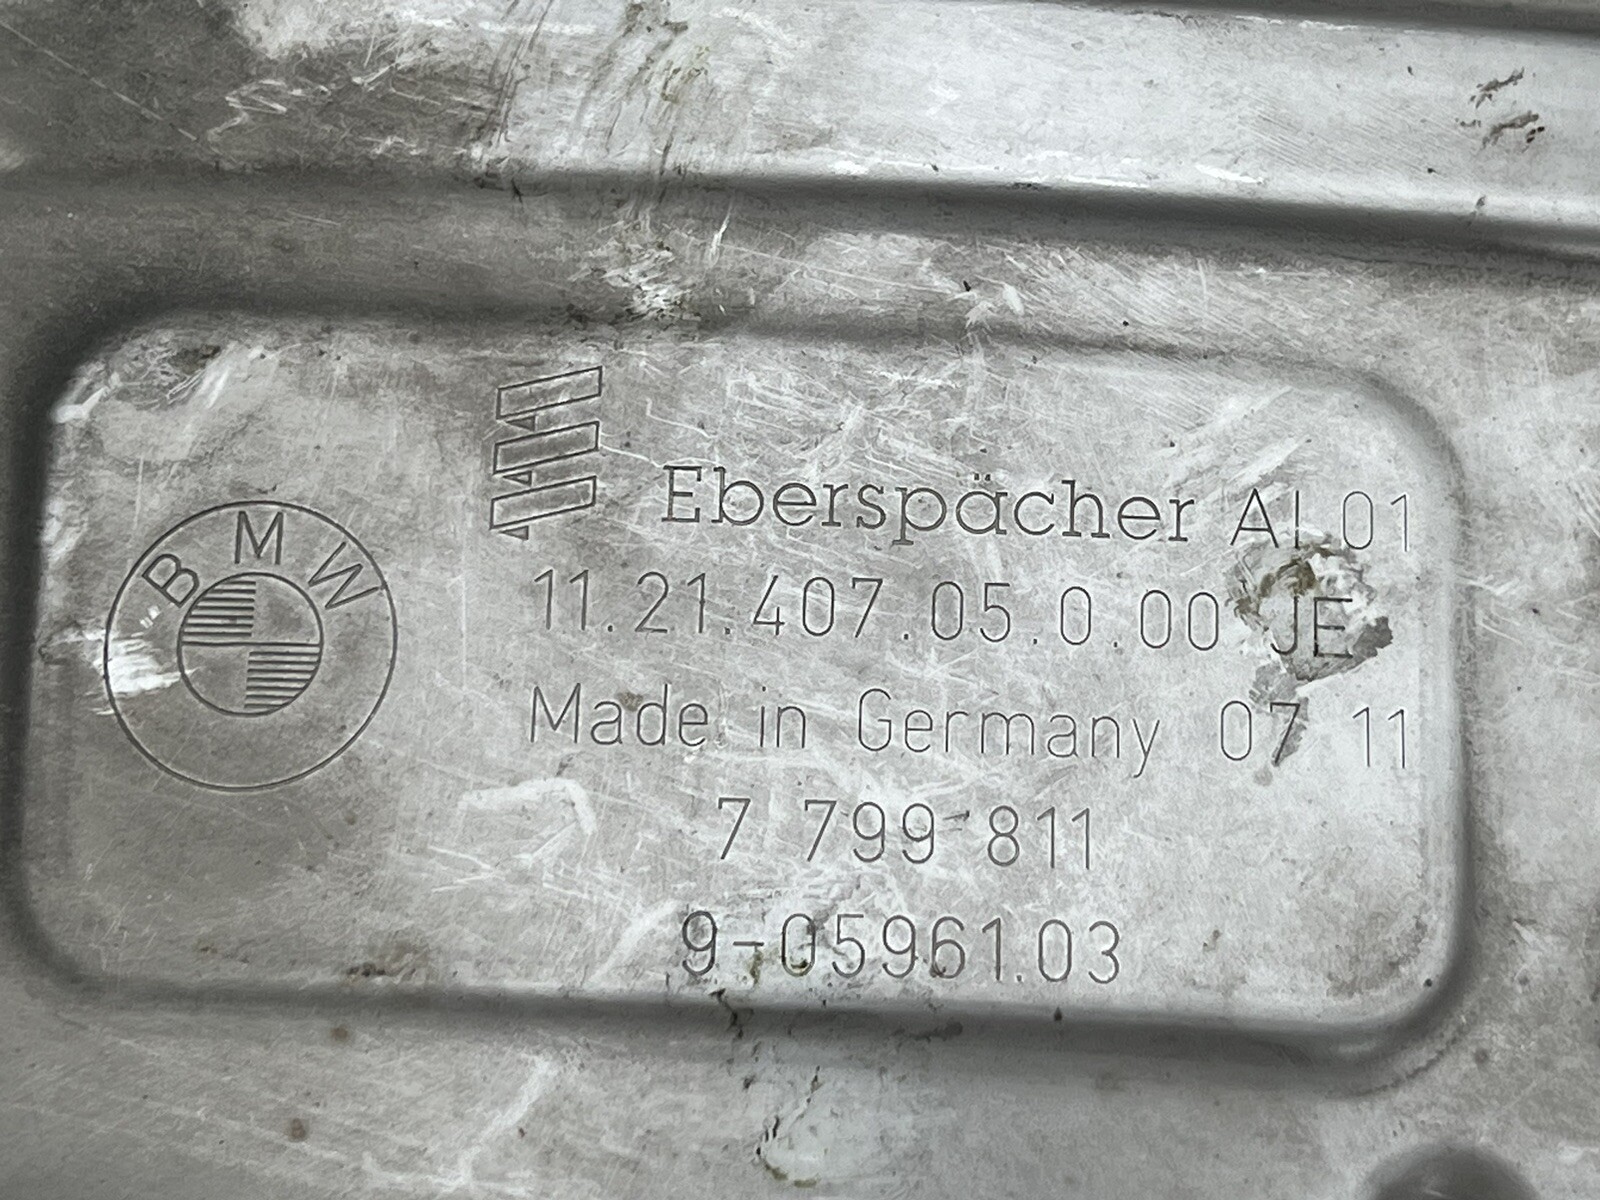 BMW
Eberspächer AI 01
11.21.407.05.0.00 JE
Made in Germany 07 11
7 799 811
9-05961.03